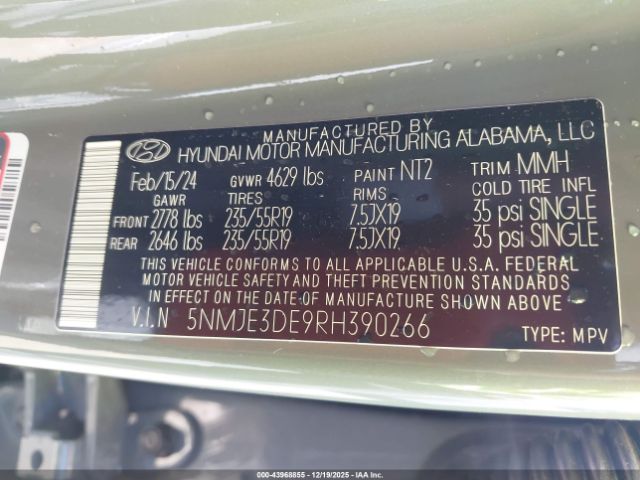 MANUFACTURED BY
HYUNDAI MOTOR MANUFACTURING ALABAMA, LLC
Feb/15/24 GVWR 4629 lbs PAINT NT2 TRIM MMH
GAWR TIRES RIMS COLD TIRE INFL
FRONT 2778 lbs 235/55R19 7.5JX19 35 psi SINGLE
REAR 2646 lbs 235/55R19 7.5JX19 35 psi SINGLE
THIS VEHICLE CONFORMS TO ALL APPLICABLE U.S.A. FEDERAL
MOTOR VEHICLE SAFETY AND THEFT PREVENTION STANDARDS
IN EFFECT ON THE DATE OF MANUFACTURE SHOWN ABOVE.
V.I.N 5NMJE3DE9RH390266 TYPE: MPV
000-43968855 - 12/19/2025 - IAA Inc.